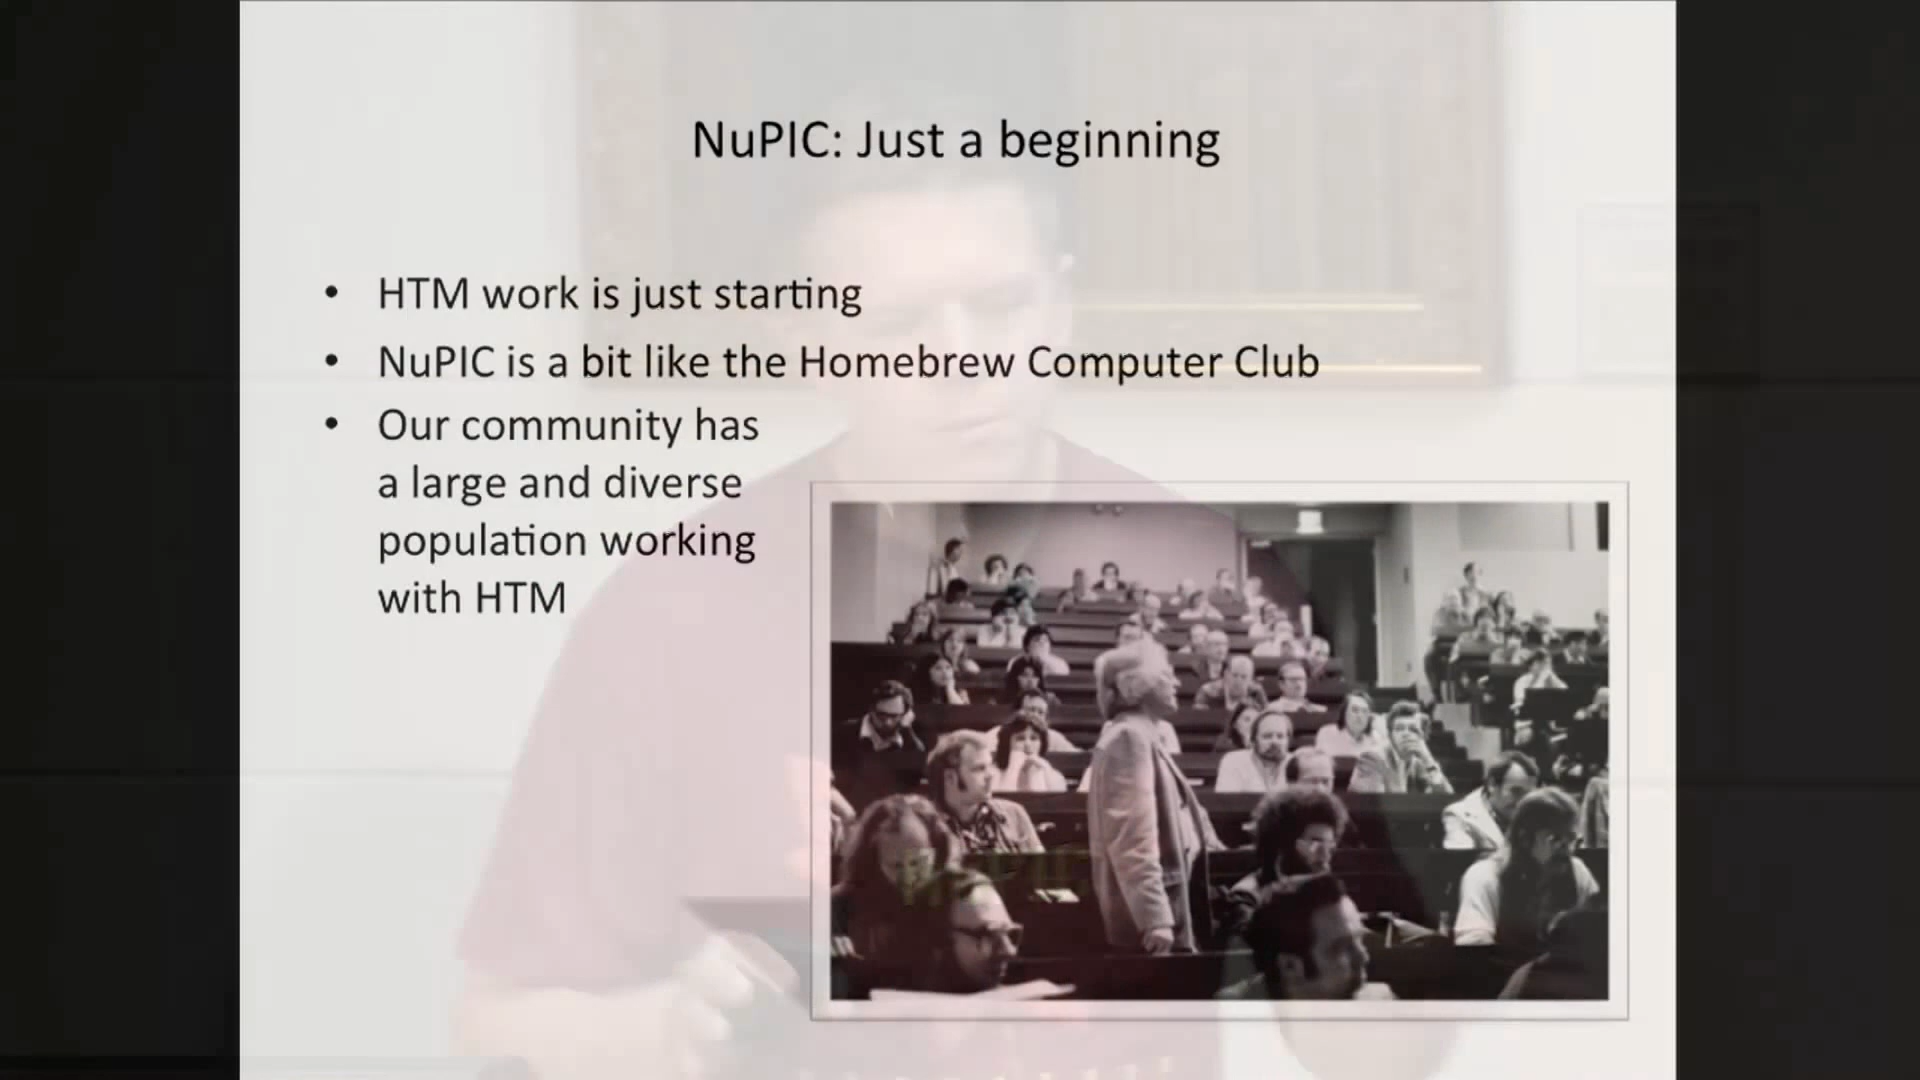 NuPIC: Just a beginning
• HTM work is just starting
• NuPIC is a bit like the Homebrew Computer Club
• Our community has
a large and diverse
population working
with HTM